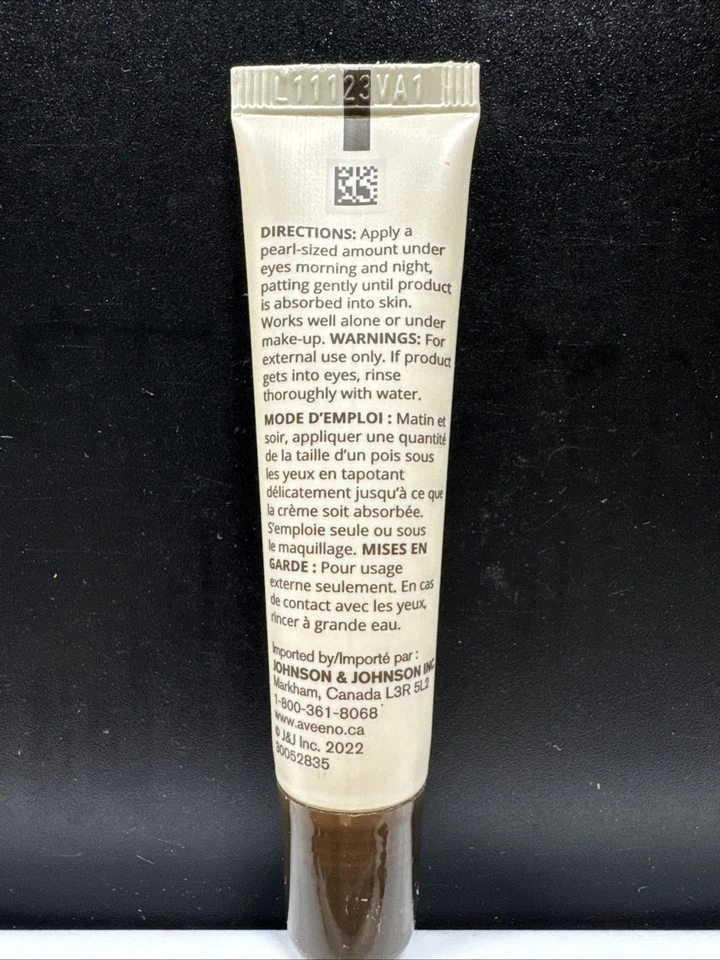 L11123VA1
DIRECTIONS: Apply a
pearl-sized amount under
eyes morning and night,
patting gently until product
is absorbed into skin.
Works well alone or under
make-up. WARNINGS: For
external use only. If product
gets into eyes, rinse
thoroughly with water.
MODE D'EMPLOI : Matin et
soir, appliquer une quantité
de la taille d'un pois sous
les yeux en tapotant
délicatement jusqu'à ce que
la crème soit absorbée.
S'emploie seule ou sous
le maquillage. MISES EN
GARDE : Pour usage
externe seulement. En cas
de contact avec les yeux,
rincer à grande eau.
Imported by/Importé par :
JOHNSON & JOHNSON INC.
Markham, Canada L3R 5L2
1-800-361-8068
www.aveeno.ca
© J&J Inc. 2022
30052835